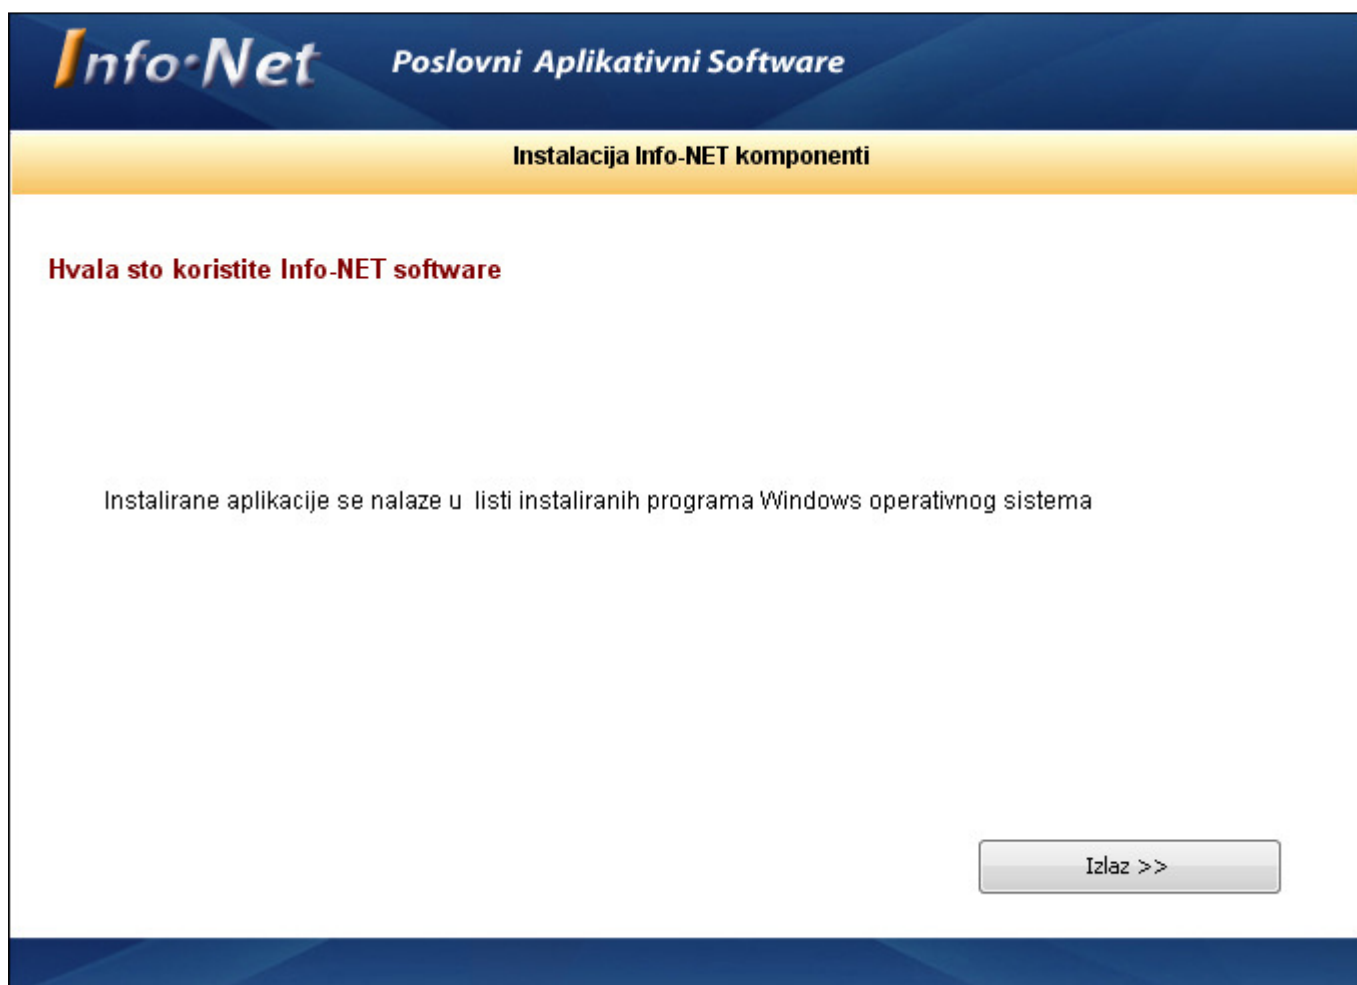 Info·Net Poslovni Aplikativni Software
Instalacija Info-NET komponenti
Hvala sto koristite Info-NET software
Instalirane aplikacije se nalaze u listi instaliranih programa Windows operativnog sistema
Izlaz >>